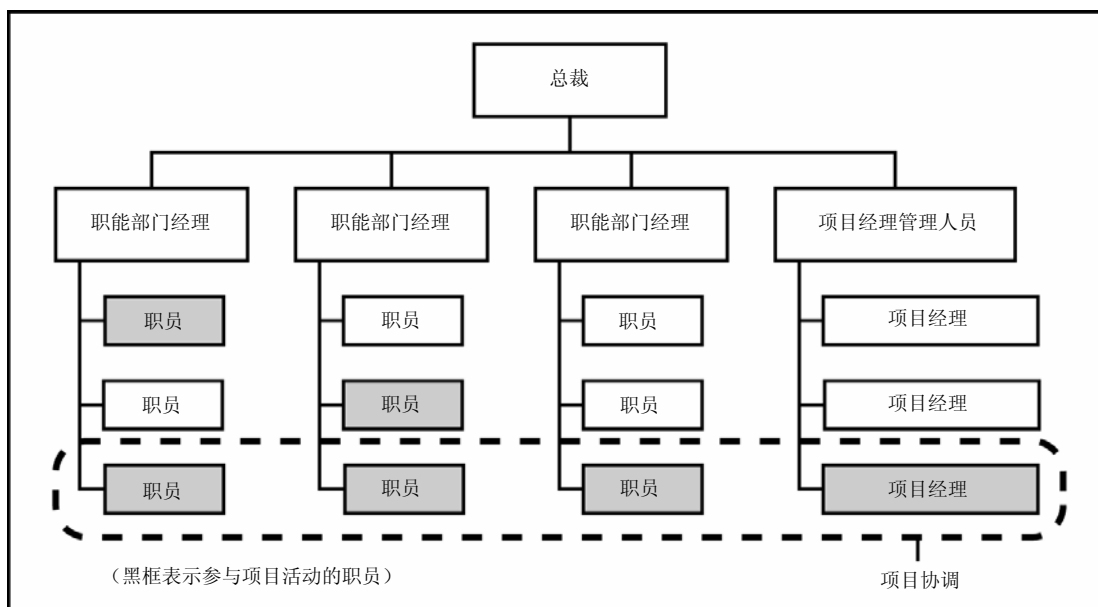 总裁
职能部门经理
职能部门经理
职能部门经理
项目经理管理人员
职员
职员
职员
项目经理
职员
职员
职员
项目经理
职员
职员
职员
项目经理
（黑框表示参与项目活动的职员）
项目协调